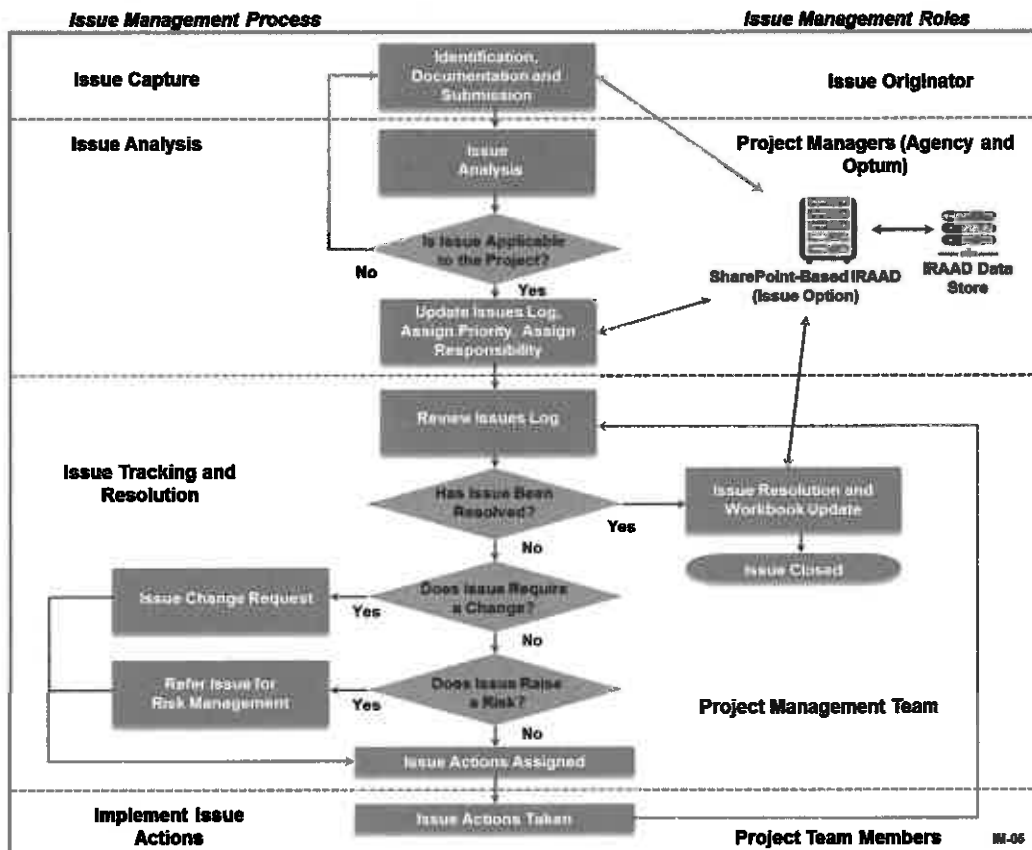 Issue Management Process
Issue Management Roles
Issue Capture
Identification,
Documentation and
Submission
Issue Originator
Issue Analysis
Issue
Analysis
Project Managers (Agency and
Optum)
Is Issue Applicable
to the Project?
No
Yes
SharePoint-Based IRAAD
(Issue Option)
IRAAD Data
Store
Update Issues Log,
Assign Priority, Assign
Responsibility
Review Issues Log
Issue Tracking and
Resolution
Has Issue Been
Resolved?
Yes
No
Issue Resolution and
Workbook Update
Issue Closed
Does Issue Require
a Change?
Yes
No
Issue Change Request
Does Issue Raise
a Risk?
Yes
No
Refer Issue for
Risk Management
Project Management Team
Issue Actions Assigned
Implement Issue
Actions
Issue Actions Taken
Project Team Members
IM-05